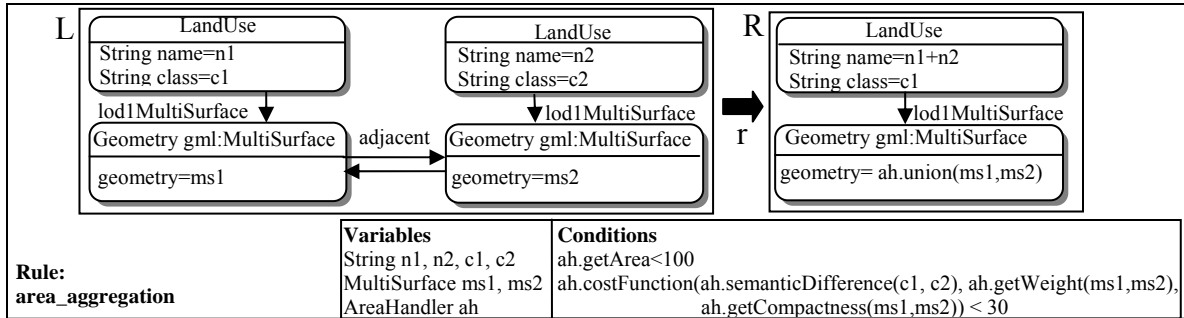 L
LandUse
String name=n1
String class=c1
lod1MultiSurface
Geometry gml:MultiSurface
geometry=ms1
adjacent
LandUse
String name=n2
String class=c2
lod1MultiSurface
Geometry gml:MultiSurface
geometry=ms2
r
R
LandUse
String name=n1+n2
String class=c1
lod1MultiSurface
Geometry gml:MultiSurface
geometry= ah.union(ms1,ms2)
Rule:
area_aggregation
Variables
String n1, n2, c1, c2
MultiSurface ms1, ms2
AreaHandler ah
Conditions
ah.getArea<100
ah.costFunction(ah.semanticDifference(c1, c2), ah.getWeight(ms1,ms2),
ah.getCompactness(ms1,ms2)) < 30